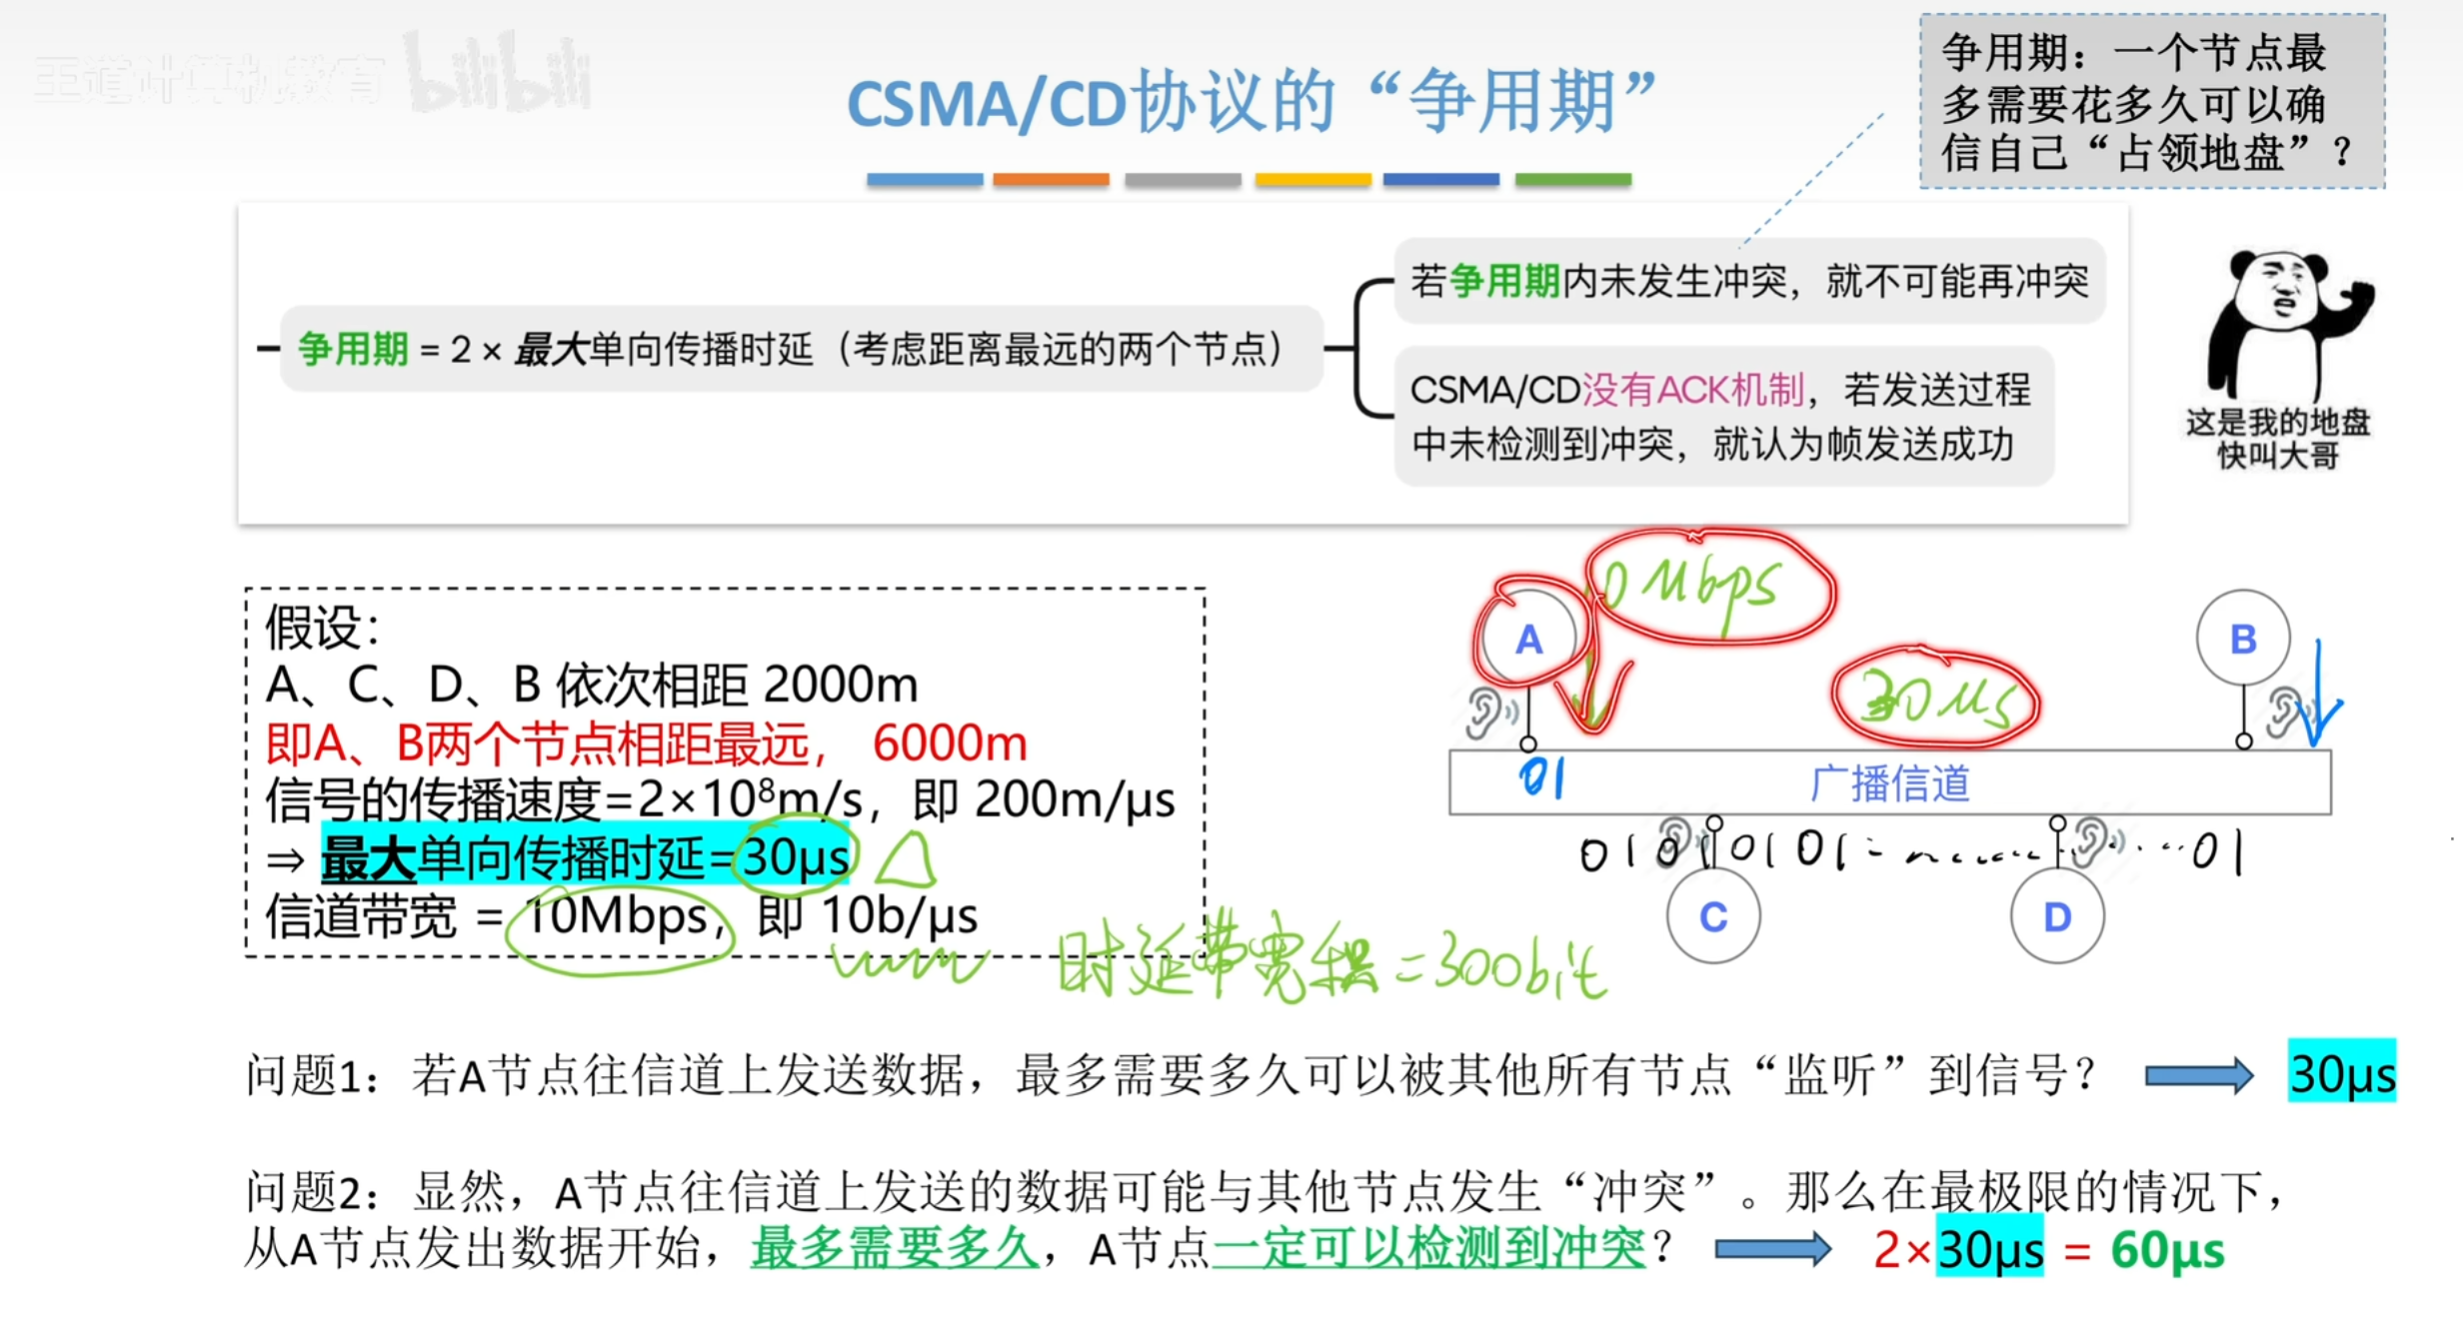 王道计算机教育 bilibili
CSMA/CD协议的“争用期”
争用期：一个节点最
多需要花多久可以确
信自己“占领地盘”？
争用期 = 2 × 最大单向传播时延（考虑距离最远的两个节点）
若争用期内未发生冲突，就不可能再冲突
CSMA/CD没有ACK机制，若发送过程
中未检测到冲突，就认为帧发送成功
这是我的地盘
快叫大哥
假设：
A、C、D、B 依次相距 2000m
即A、B两个节点相距最远， 6000m
信号的传播速度=2×10⁸m/s，即 200m/μs
⇒ 最大单向传播时延=30μs
信道带宽 = 10Mbps，即 10b/μs
时延带宽积=300bit
10Mbps
A
B
30μs
01
广播信道
01010101------01
C
D
问题1：若A节点往信道上发送数据，最多需要多久可以被其他所有节点“监听”到信号？
30μs
问题2：显然，A节点往信道上发送的数据可能与其他节点发生“冲突”。那么在最极限的情况下，
从A节点发出数据开始，最多需要多久，A节点一定可以检测到冲突？
2×30μs = 60μs